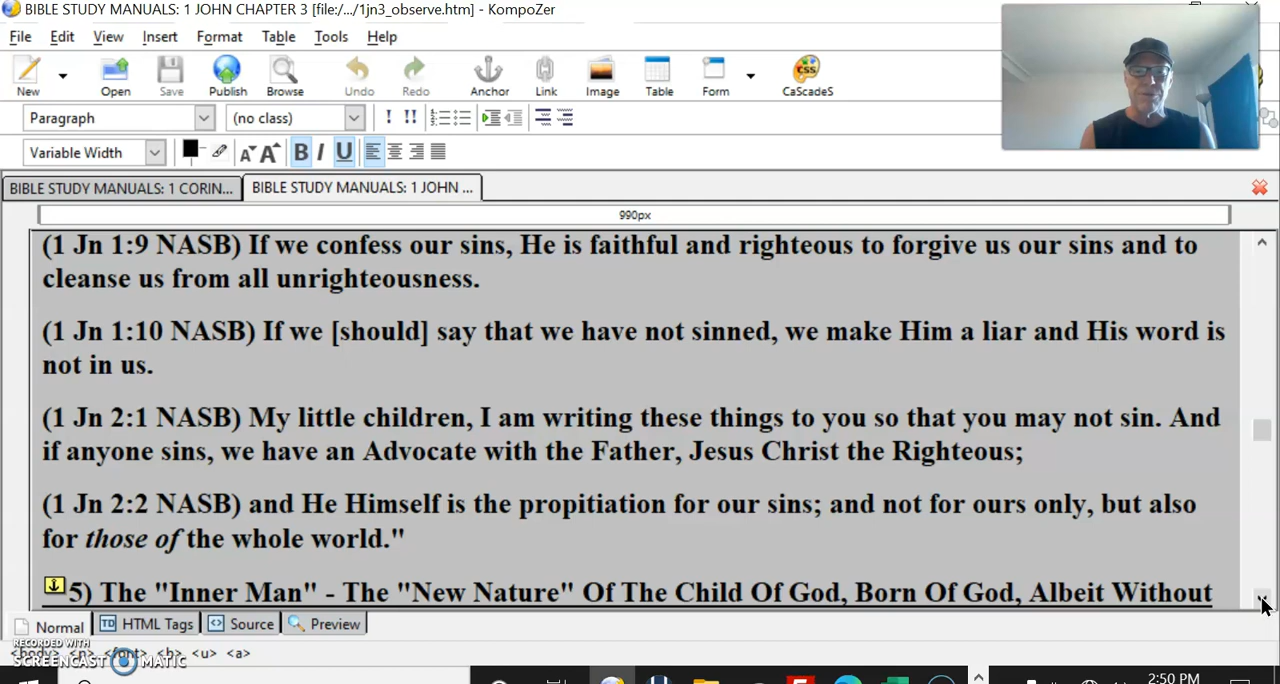 BIBLE STUDY MANUALS: 1 JOHN CHAPTER 3 [file:/.../1jn3_observe.htm] - KompoZer
File Edit View Insert Format Table Tools Help
New Open Save Publish Browse Undo Redo Anchor Link Image Table Form CaScadeS
Paragraph (no class) ! !!
Variable Width A A B I U
BIBLE STUDY MANUALS: 1 CORIN... BIBLE STUDY MANUALS: 1 JOHN ...
990px
(1 Jn 1:9 NASB) If we confess our sins, He is faithful and righteous to forgive us our sins and to
cleanse us from all unrighteousness.
(1 Jn 1:10 NASB) If we [should] say that we have not sinned, we make Him a liar and His word is
not in us.
(1 Jn 2:1 NASB) My little children, I am writing these things to you so that you may not sin. And
if anyone sins, we have an Advocate with the Father, Jesus Christ the Righteous;
(1 Jn 2:2 NASB) and He Himself is the propitiation for our sins; and not for ours only, but also
for those of the whole world."
5) The "Inner Man" - The "New Nature" Of The Child Of God, Born Of God, Albeit Without
Normal TD HTML Tags Source Preview
RECORDED WITH
<body> <p> <font> <b> <u> <a>
SCREENCAST MATIC
2:50 PM